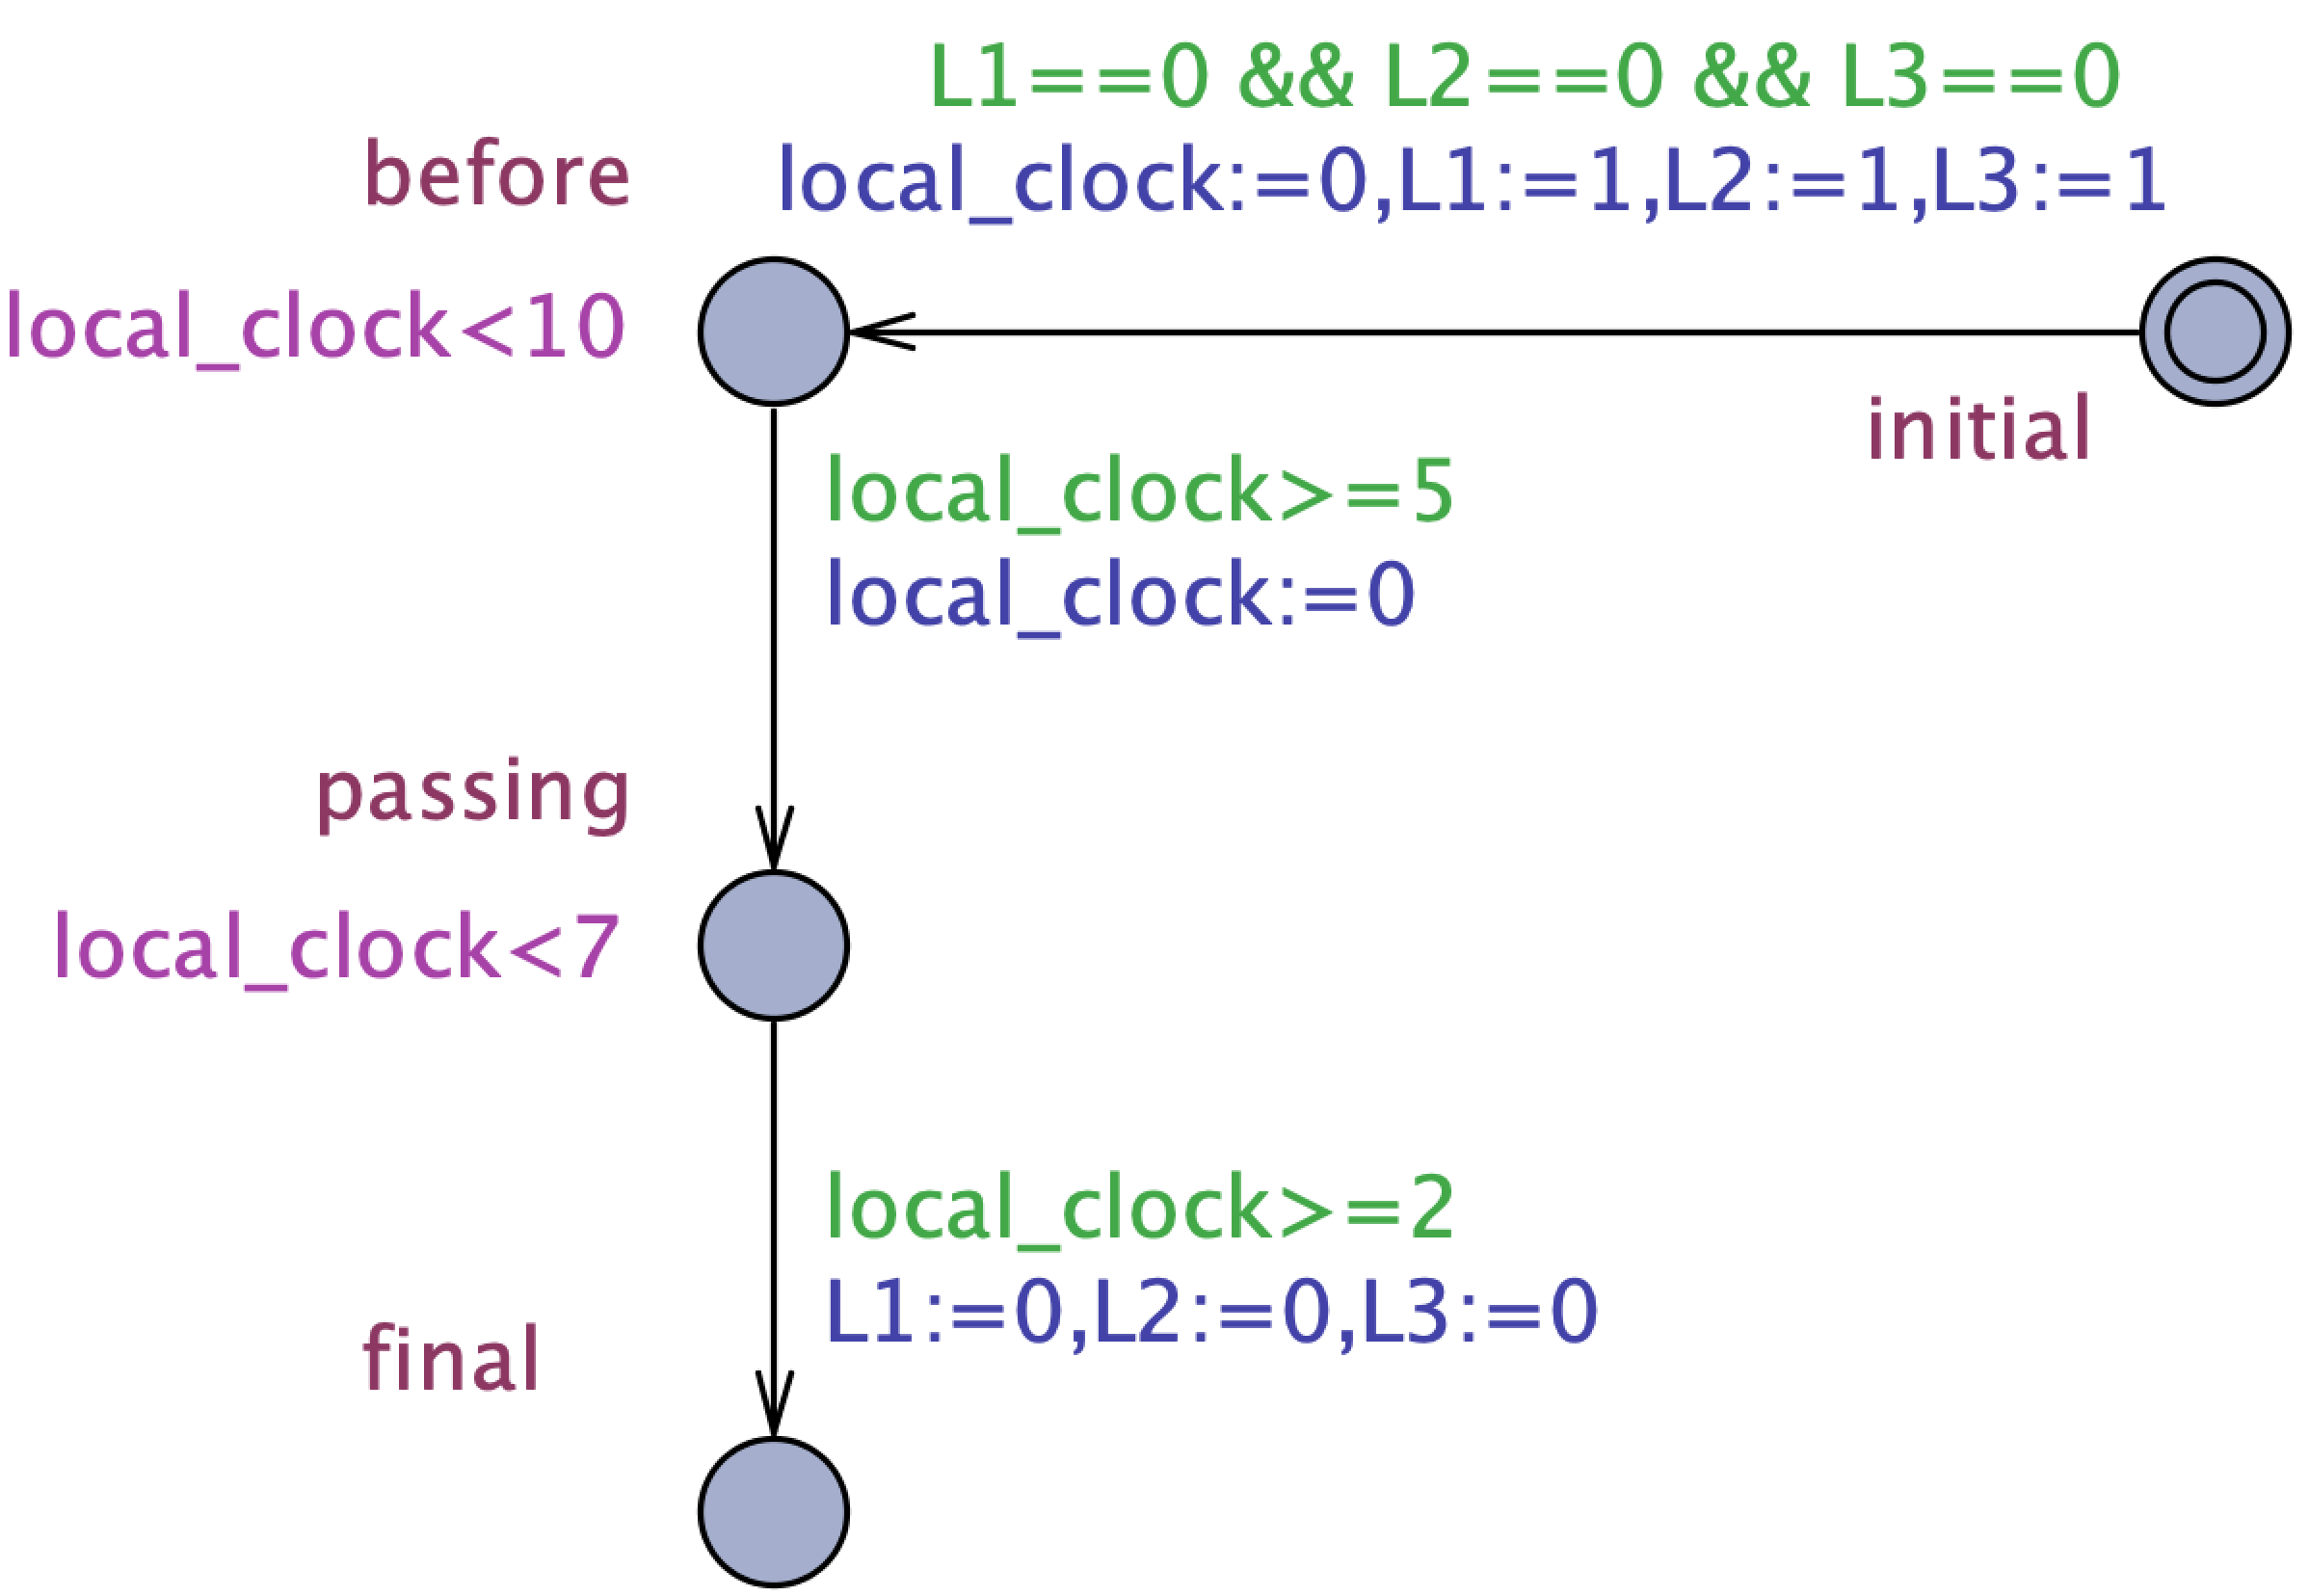 L1==0 && L2==0 && L3==0
before
local_clock:=0,L1:=1,L2:=1,L3:=1
local_clock<10
initial
local_clock>=5
local_clock:=0
passing
local_clock<7
local_clock>=2
L1:=0,L2:=0,L3:=0
final